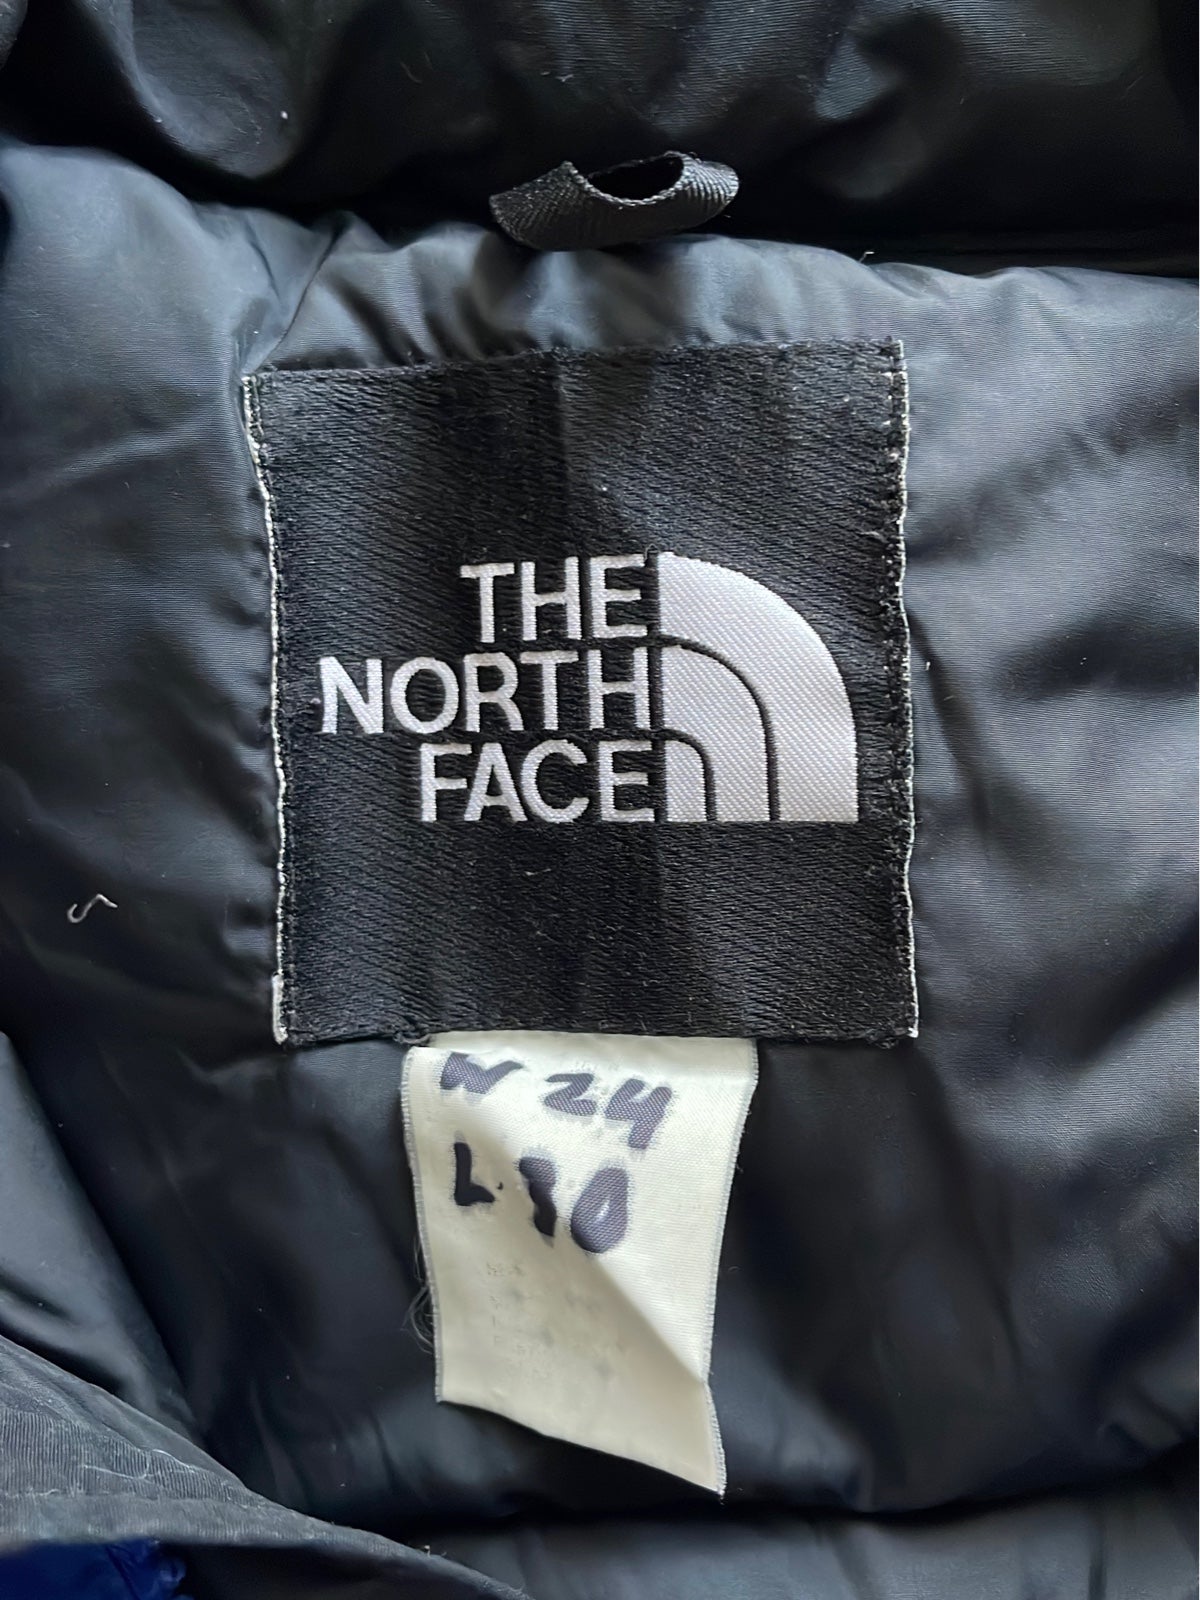 THE
NORTH
FACE
W 24
L 30